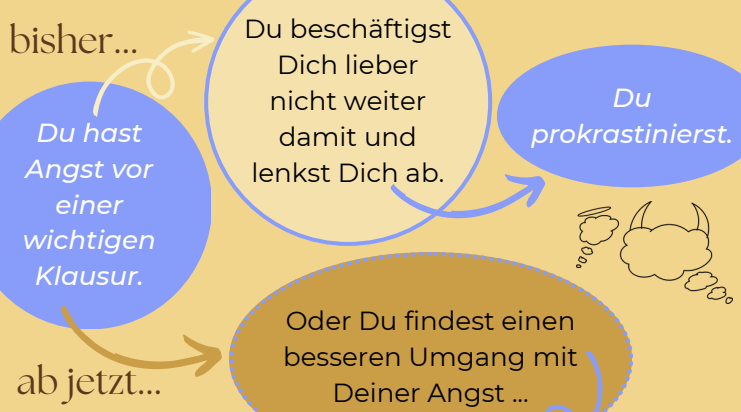 bisher...
Du hast
Angst vor
einer
wichtigen
Klausur.
Du beschäftigst
Dich lieber
nicht weiter
damit und
lenkst Dich ab.
Du
prokrastinierst.
ab jetzt...
Oder Du findest einen
besseren Umgang mit
Deiner Angst ...